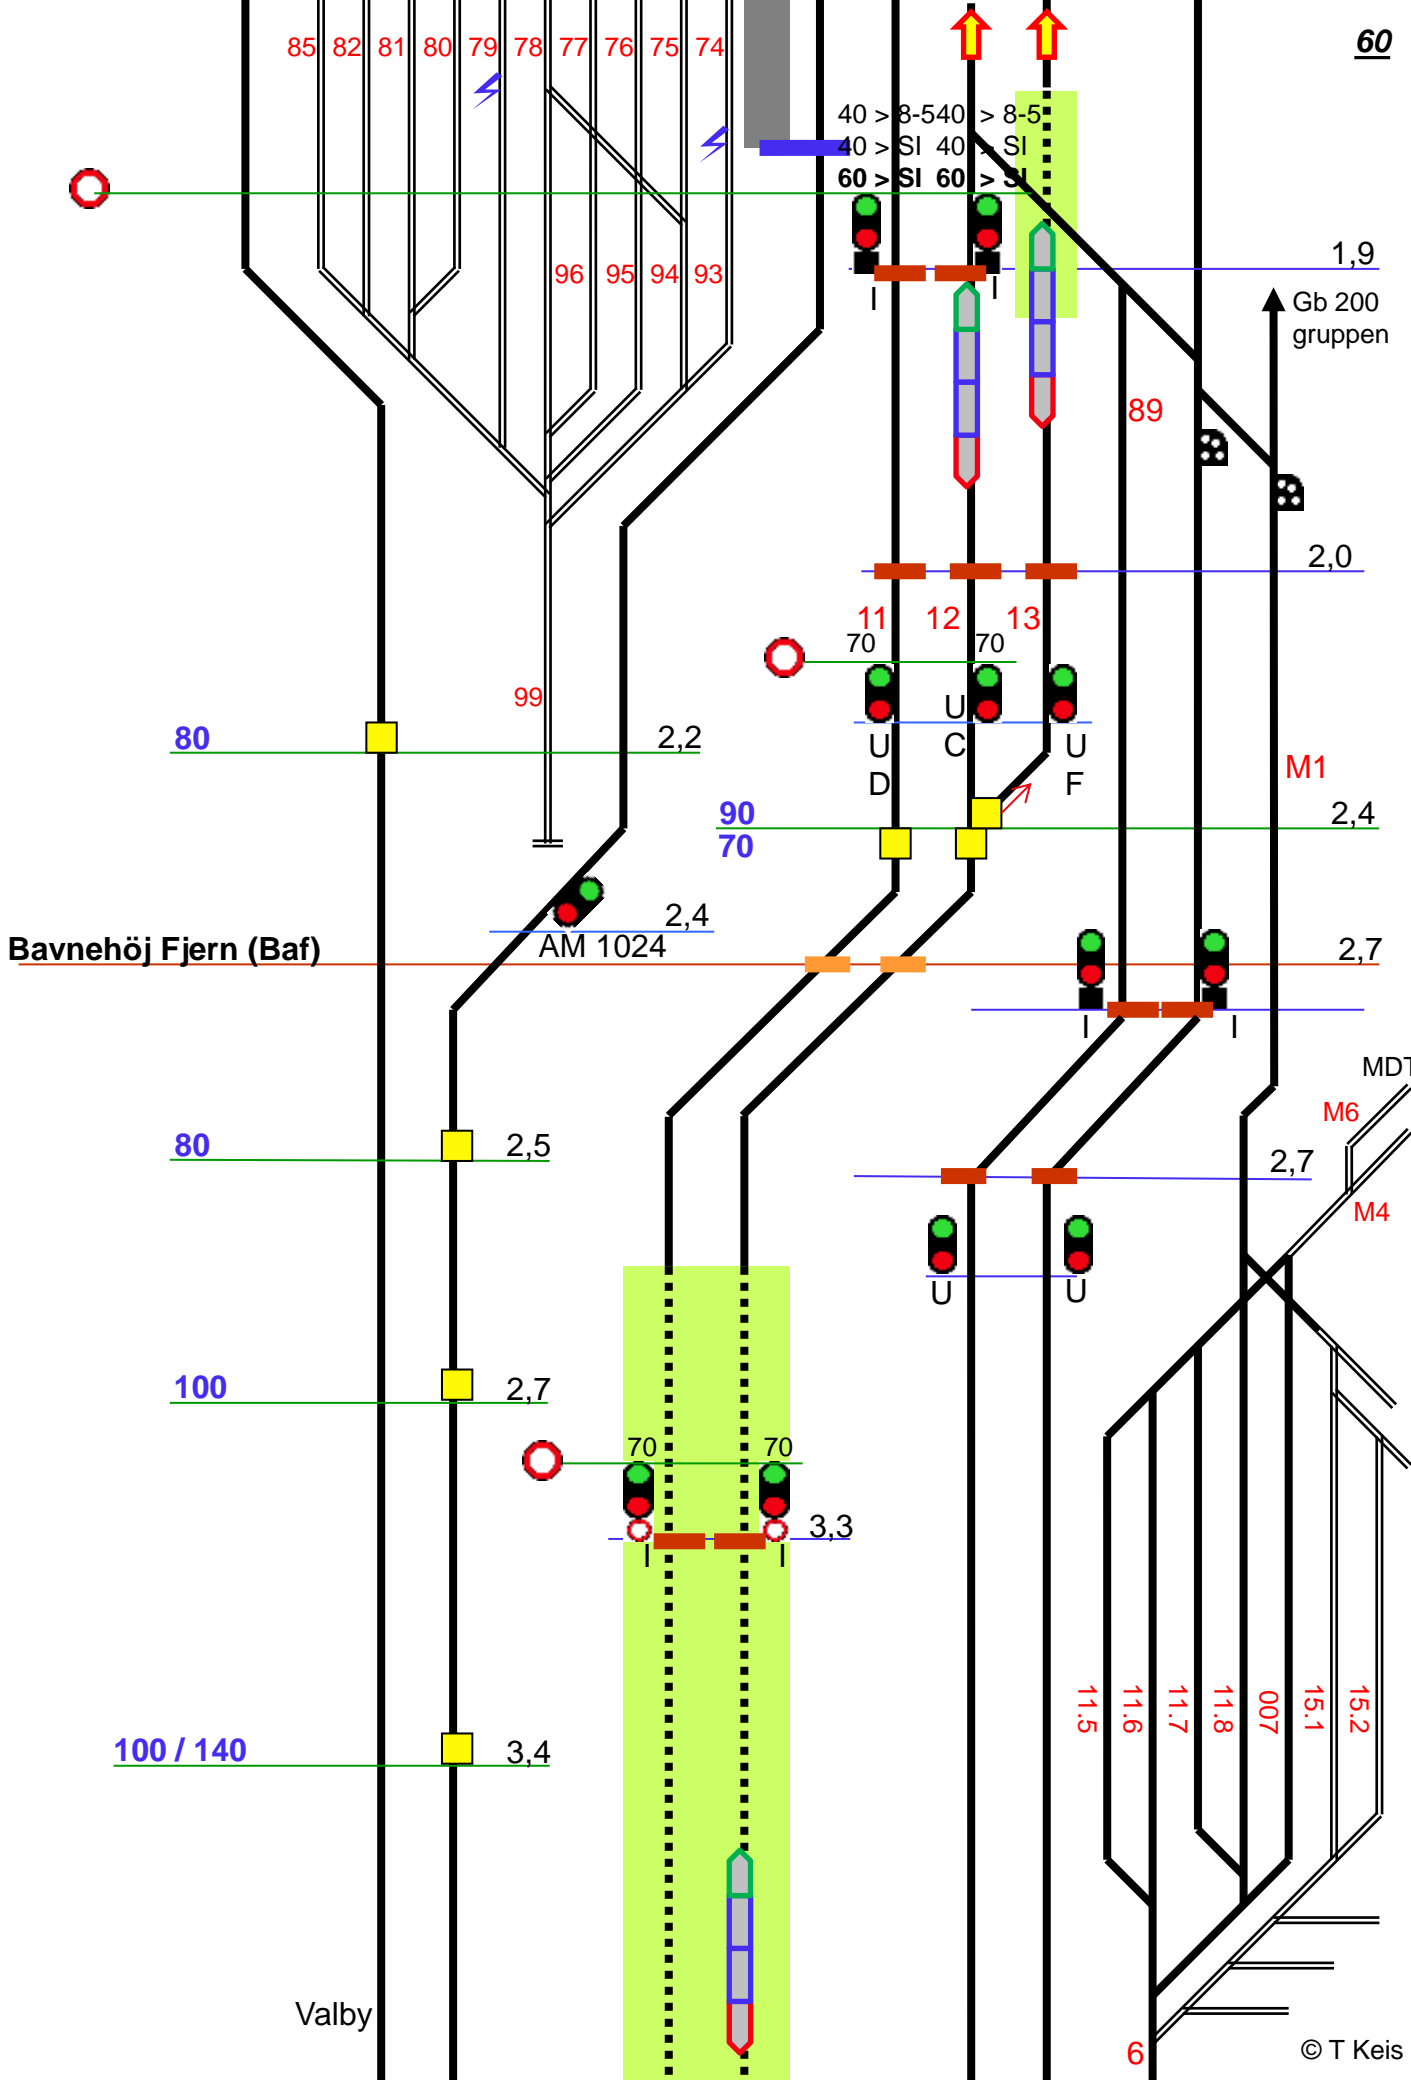 60
85 82 81 80 79 78 77 76 75 74
40 > 8-5 40 > 8-5
40 > SI 40 > SI
60 > SI 60 > SI
1,9
96 95 94 93
I I
Gb 200
gruppen
89
2,0
11 12 13
70 70
99
U
U C U
D F
80 2,2
M1
90 2,4
70
2,4
AM 1024
Bavnehöj Fjern (Baf) 2,7
I I
MDT
M6
80 2,5
2,7
M4
U U
100 2,7
70 70
3,3
I I
11.5 11.6 11.7 11.8 007 15.1 15.2
100 / 140 3,4
Valby
6
© T Keis